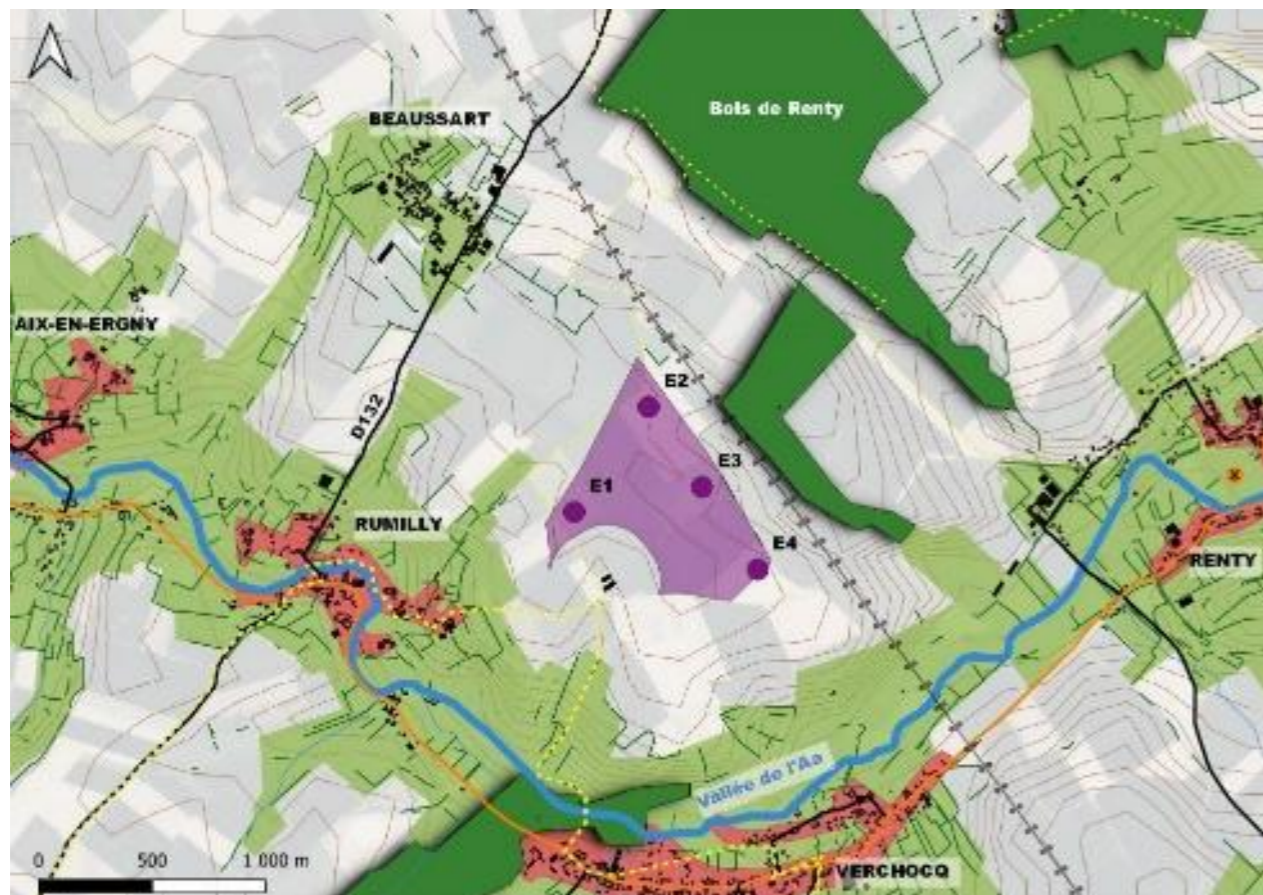 BEAUSSART
Bois de Renty
AIX-EN-ERGNY
D132
E2
E3
E1
RUMILLY
E4
RENTY
Vallée de l'Aa
VERCHOCQ
0 500 1 000 m